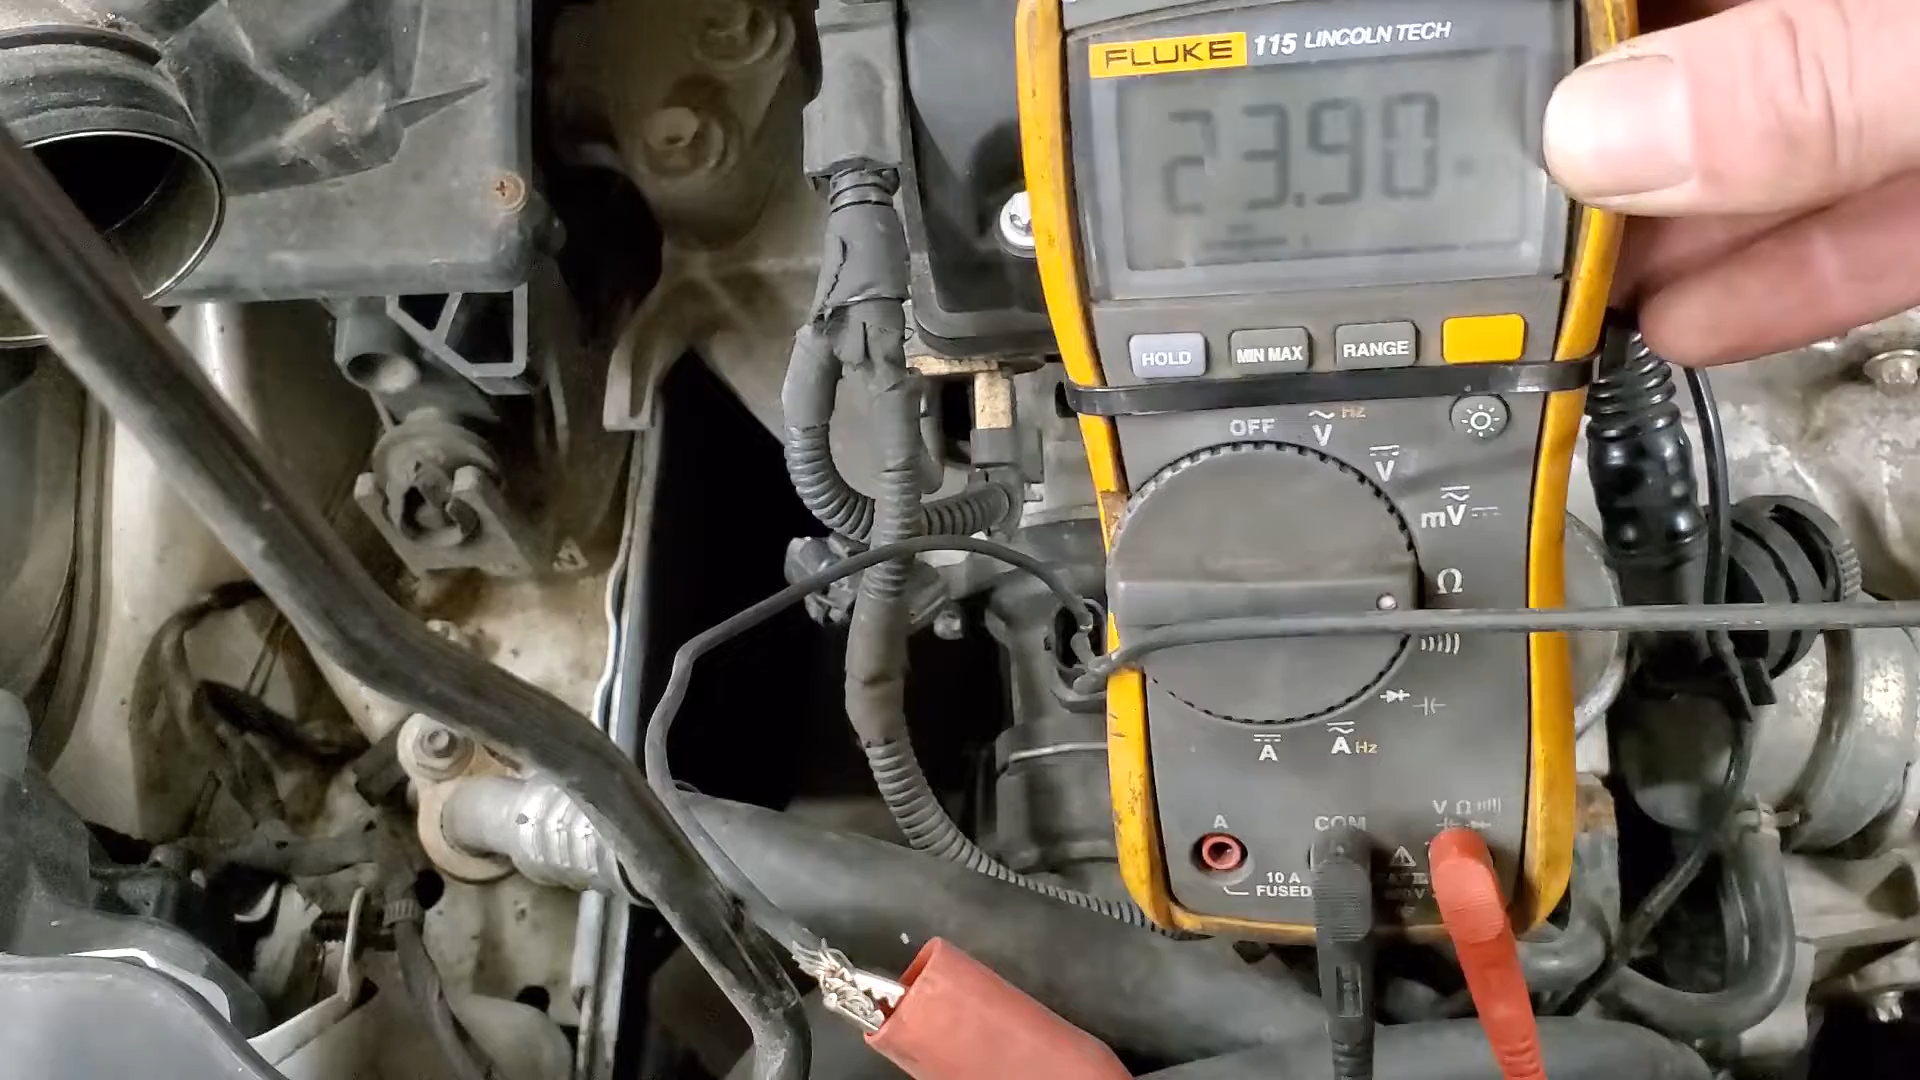 FLUKE 115 LINCOLN TECH
23.90
HOLD
MIN MAX
RANGE
OFF
V Hz
V
mV
Ω
A
A Hz
A
COM
V Ω
10 A
FUSED